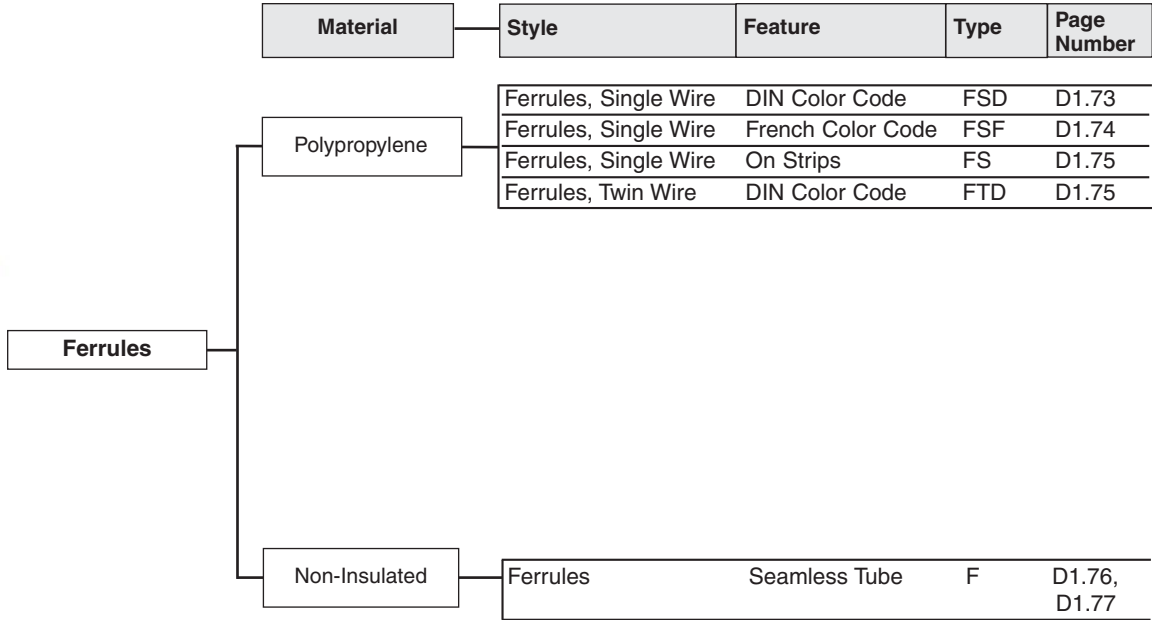 Material Style Feature Type Page Number
Ferrules, Single Wire DIN Color Code FSD D1.73
Polypropylene
Ferrules, Single Wire French Color Code FSF D1.74
Ferrules, Single Wire On Strips FS D1.75
Ferrules, Twin Wire DIN Color Code FTD D1.75
Ferrules
Non-Insulated
Ferrules Seamless Tube F D1.76,
D1.77